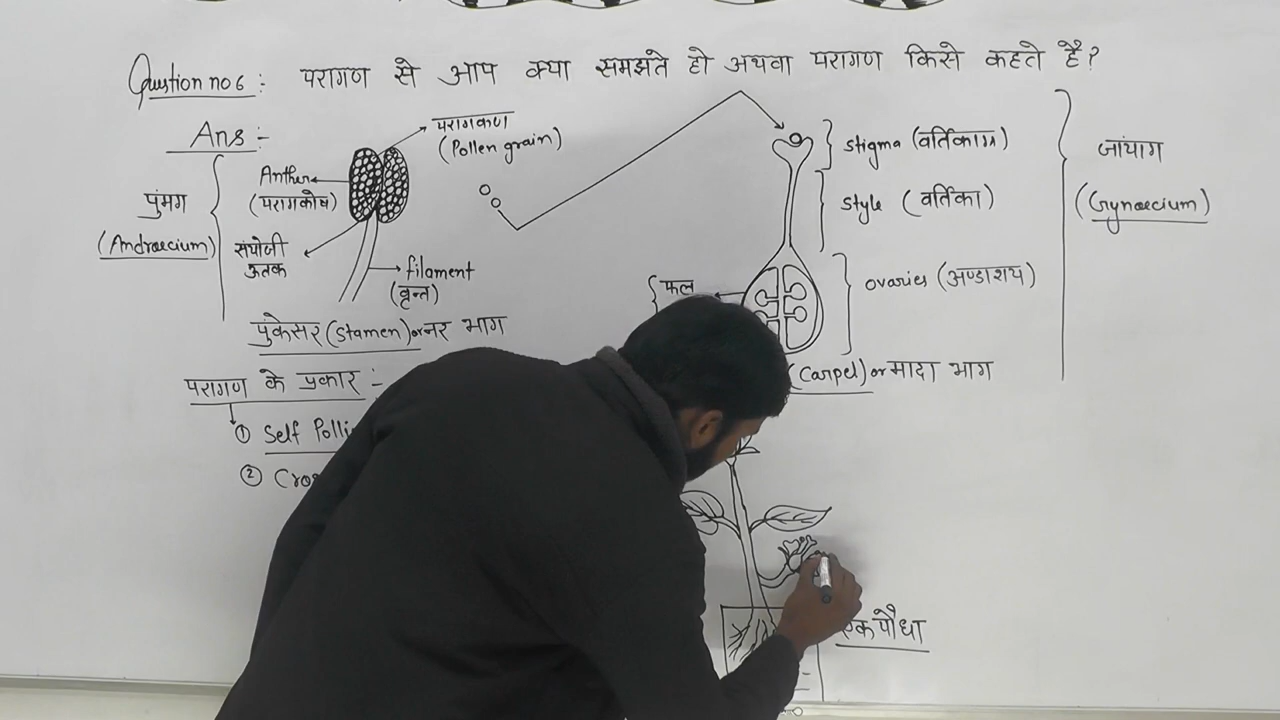 Question no 6 : परागण से आप क्या समझते हो अथवा परागण किसे कहते है ?
Ans :-
परागकण
(Pollen grain)
Anther
(परागकोष)
पुंमग
(Andraecium)
संयोजी
ऊतक
filament
(वृन्त)
पुंकेसर (Stamen) or नर भाग
stigma (वर्तिकाग्र)
style (वर्तिका)
ovaries (अण्डाशय)
जांयाग
(Gynaecium)
फल
(Carpel) or मादा भाग
परागण के प्रकार :-
① Self
②
एक पौधा